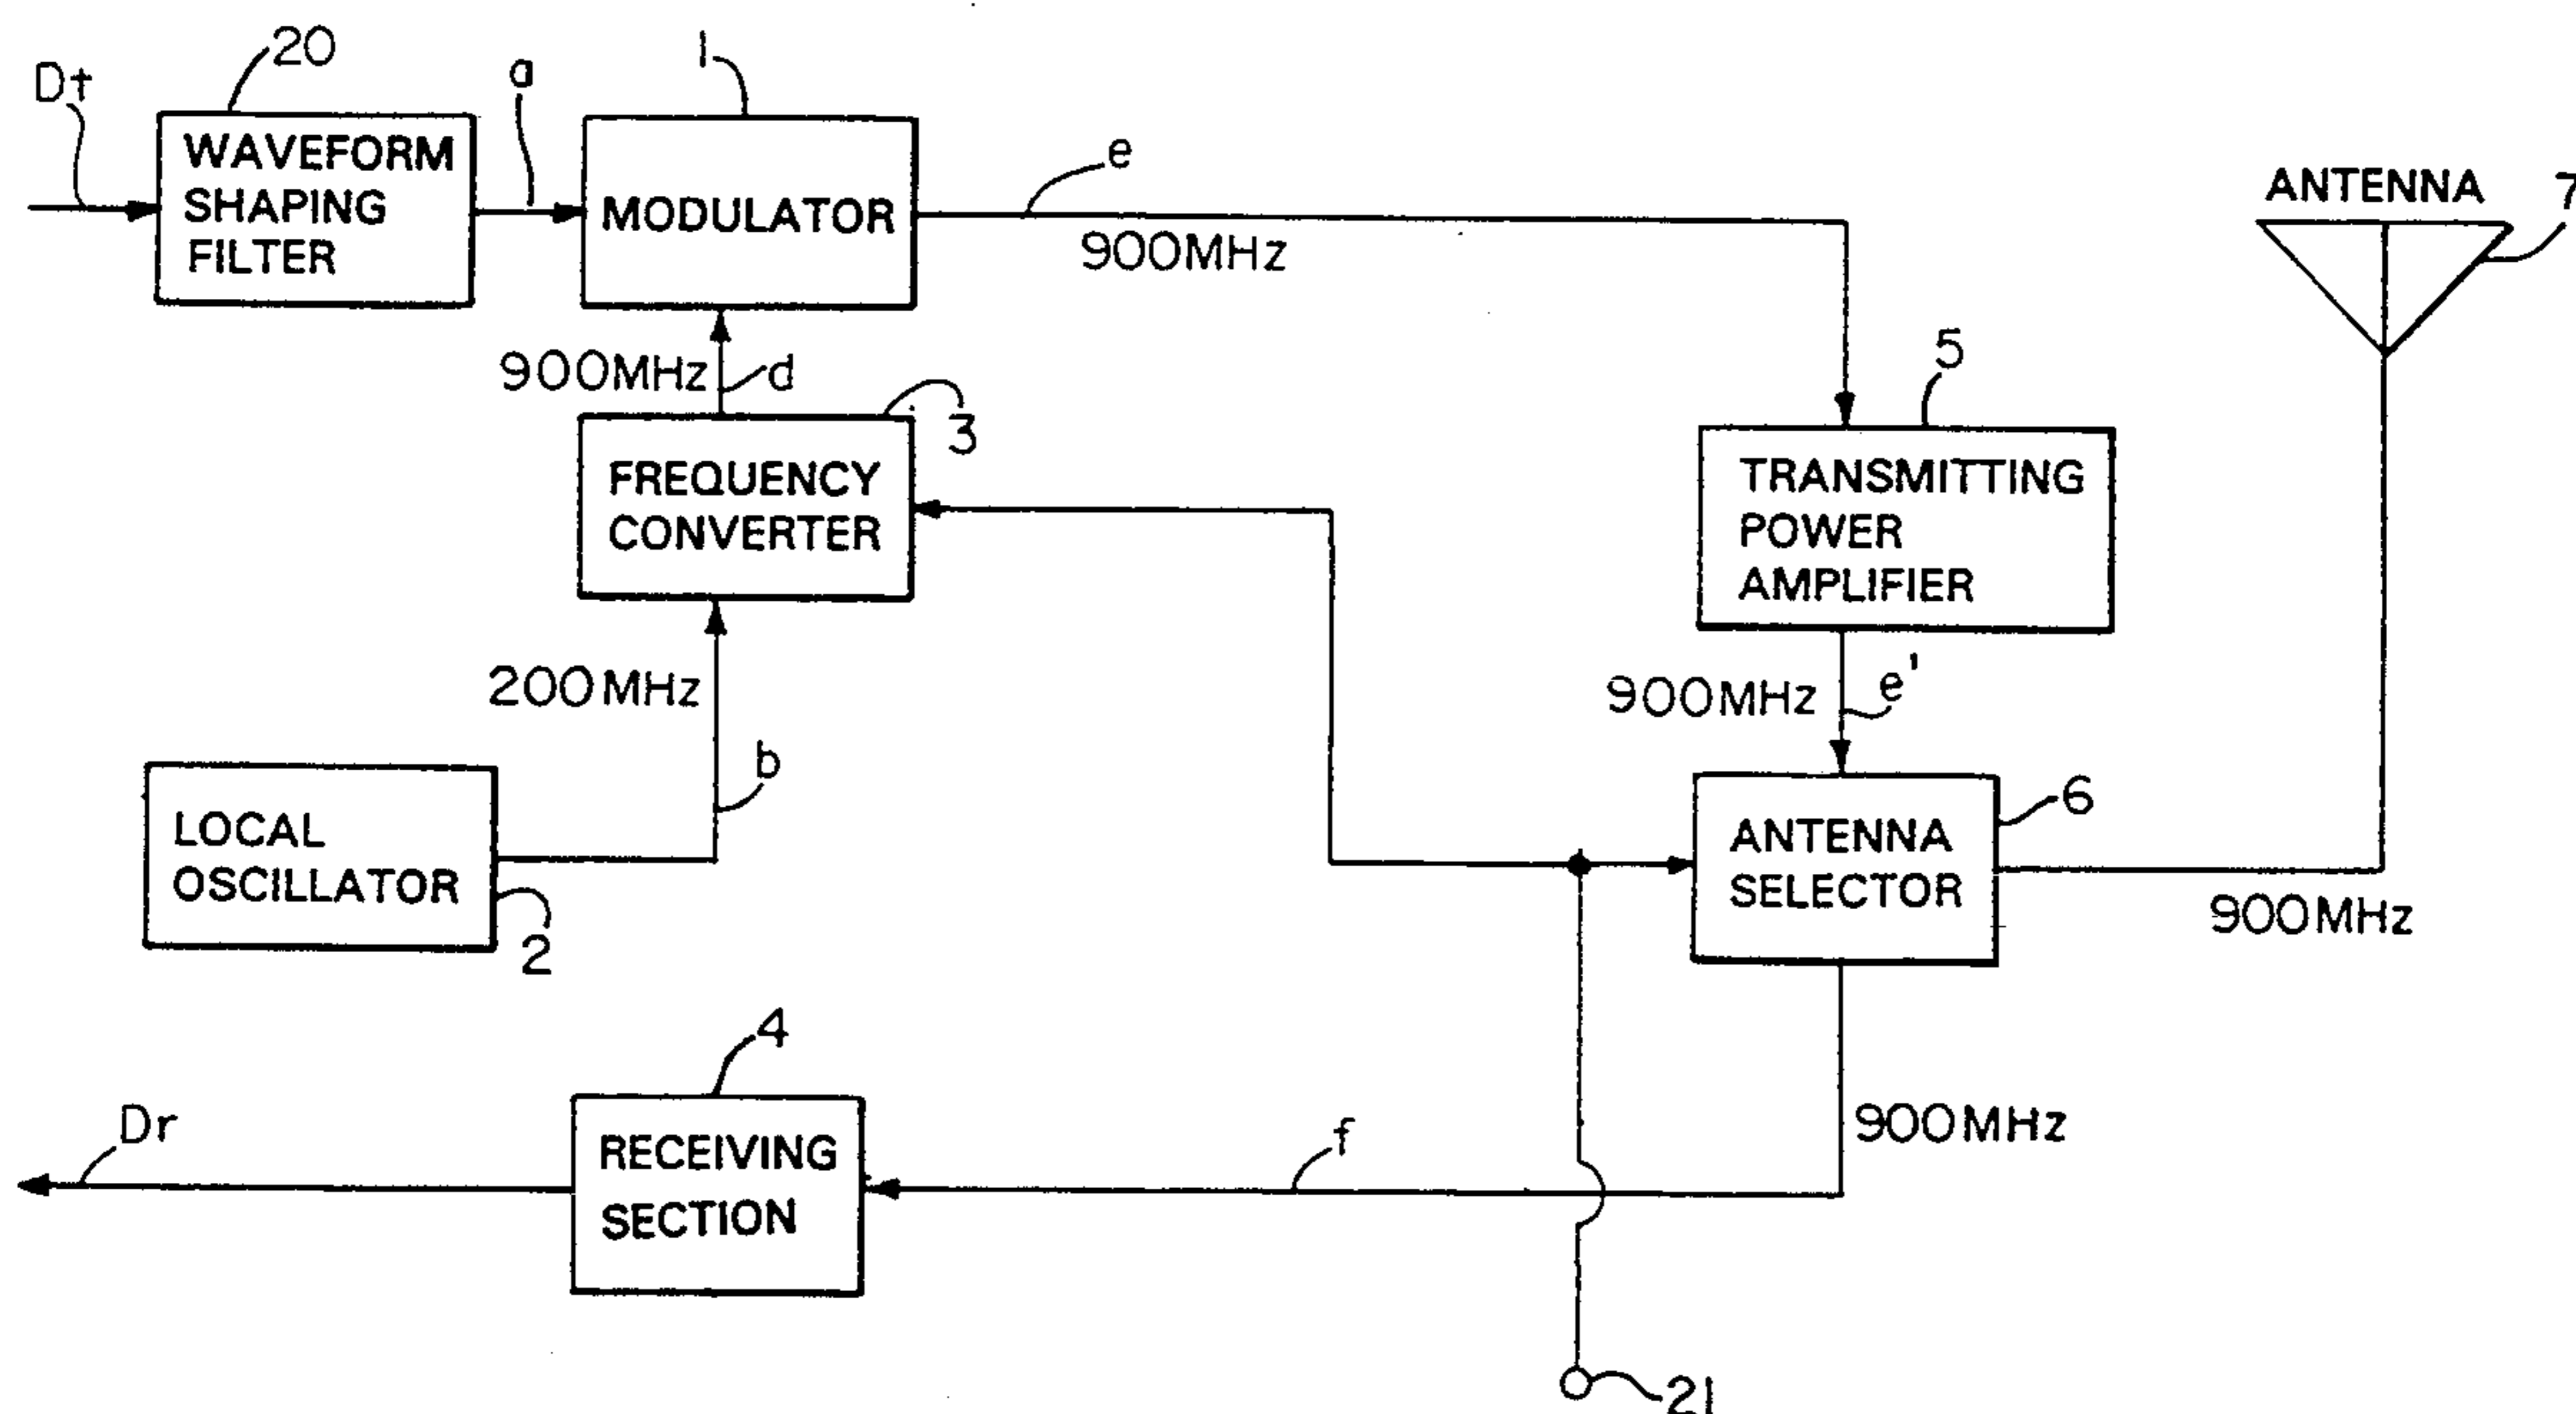 20
1
Dt
a
WAVEFORM
SHAPING
FILTER
MODULATOR
e
900MHz
ANTENNA
7
900MHz
d
3
5
FREQUENCY
CONVERTER
TRANSMITTING
POWER
AMPLIFIER
200MHz
b
900MHz
e'
LOCAL
OSCILLATOR
2
ANTENNA
SELECTOR
6
900MHz
4
Dr
RECEIVING
SECTION
f
900MHz
21